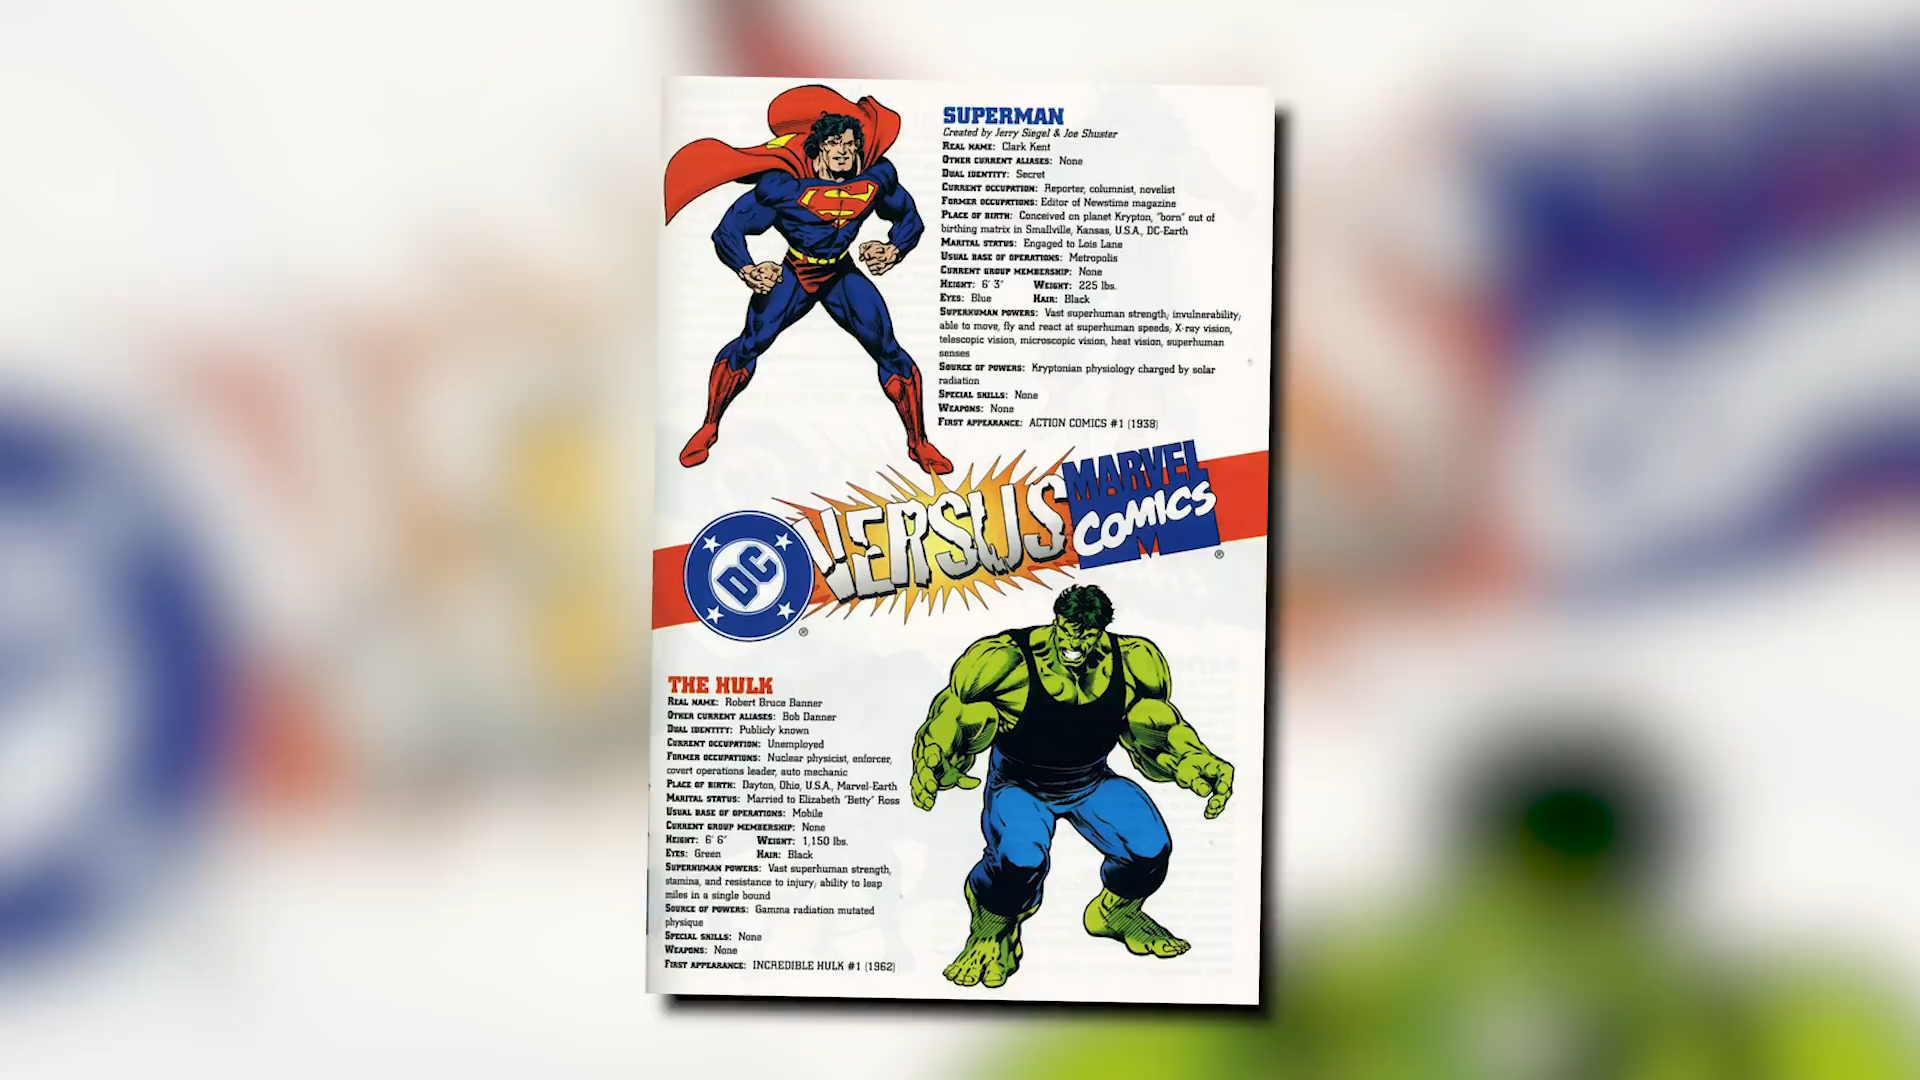 SUPERMAN
Created by Jerry Siegel & Joe Shuster
REAL NAME: Clark Kent
OTHER CURRENT ALIASES: None
DUAL IDENTITY: Secret
CURRENT OCCUPATION: Reporter, columnist, novelist
FORMER OCCUPATIONS: Editor of Newstime magazine
PLACE OF BIRTH: Conceived on planet Krypton, "born" out of
birthing matrix in Smallville, Kansas, U.S.A., DC-Earth
MARITAL STATUS: Engaged to Lois Lane
USUAL BASE OF OPERATIONS: Metropolis
CURRENT GROUP MEMBERSHIP: None
HEIGHT: 6' 3" WEIGHT: 225 lbs.
EYES: Blue HAIR: Black
SUPERHUMAN POWERS: Vast superhuman strength; invulnerability;
able to move, fly and react at superhuman speeds; X-ray vision,
telescopic vision, microscopic vision, heat vision, superhuman
senses
SOURCE OF POWERS: Kryptonian physiology charged by solar
radiation
SPECIAL SKILLS: None
WEAPONS: None
FIRST APPEARANCE: ACTION COMICS #1 (1938)
DC VERSUS MARVEL
COMICS
®
®
THE HULK
REAL NAME: Robert Bruce Banner
OTHER CURRENT ALIASES: Bob Danner
DUAL IDENTITY: Publicly known
CURRENT OCCUPATION: Unemployed
FORMER OCCUPATIONS: Nuclear physicist, enforcer,
covert operations leader, auto mechanic
PLACE OF BIRTH: Dayton, Ohio, U.S.A., Marvel-Earth
MARITAL STATUS: Married to Elizabeth "Betty" Ross
USUAL BASE OF OPERATIONS: Mobile
CURRENT GROUP MEMBERSHIP: None
HEIGHT: 6' 6" WEIGHT: 1,150 lbs.
EYES: Green HAIR: Black
SUPERHUMAN POWERS: Vast superhuman strength,
stamina, and resistance to injury; ability to leap
miles in a single bound
SOURCE OF POWERS: Gamma radiation mutated
physique
SPECIAL SKILLS: None
WEAPONS: None
FIRST APPEARANCE: INCREDIBLE HULK #1 (1962)